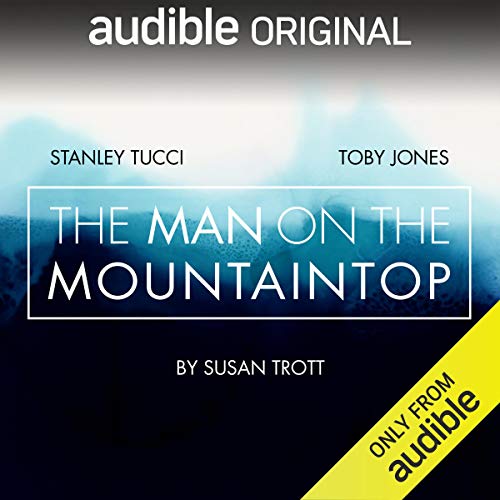 audible ORIGINAL
STANLEY TUCCI TOBY JONES
THE MAN ON THE
MOUNTAINTOP
BY SUSAN TROTT
ONLY FROM
audible